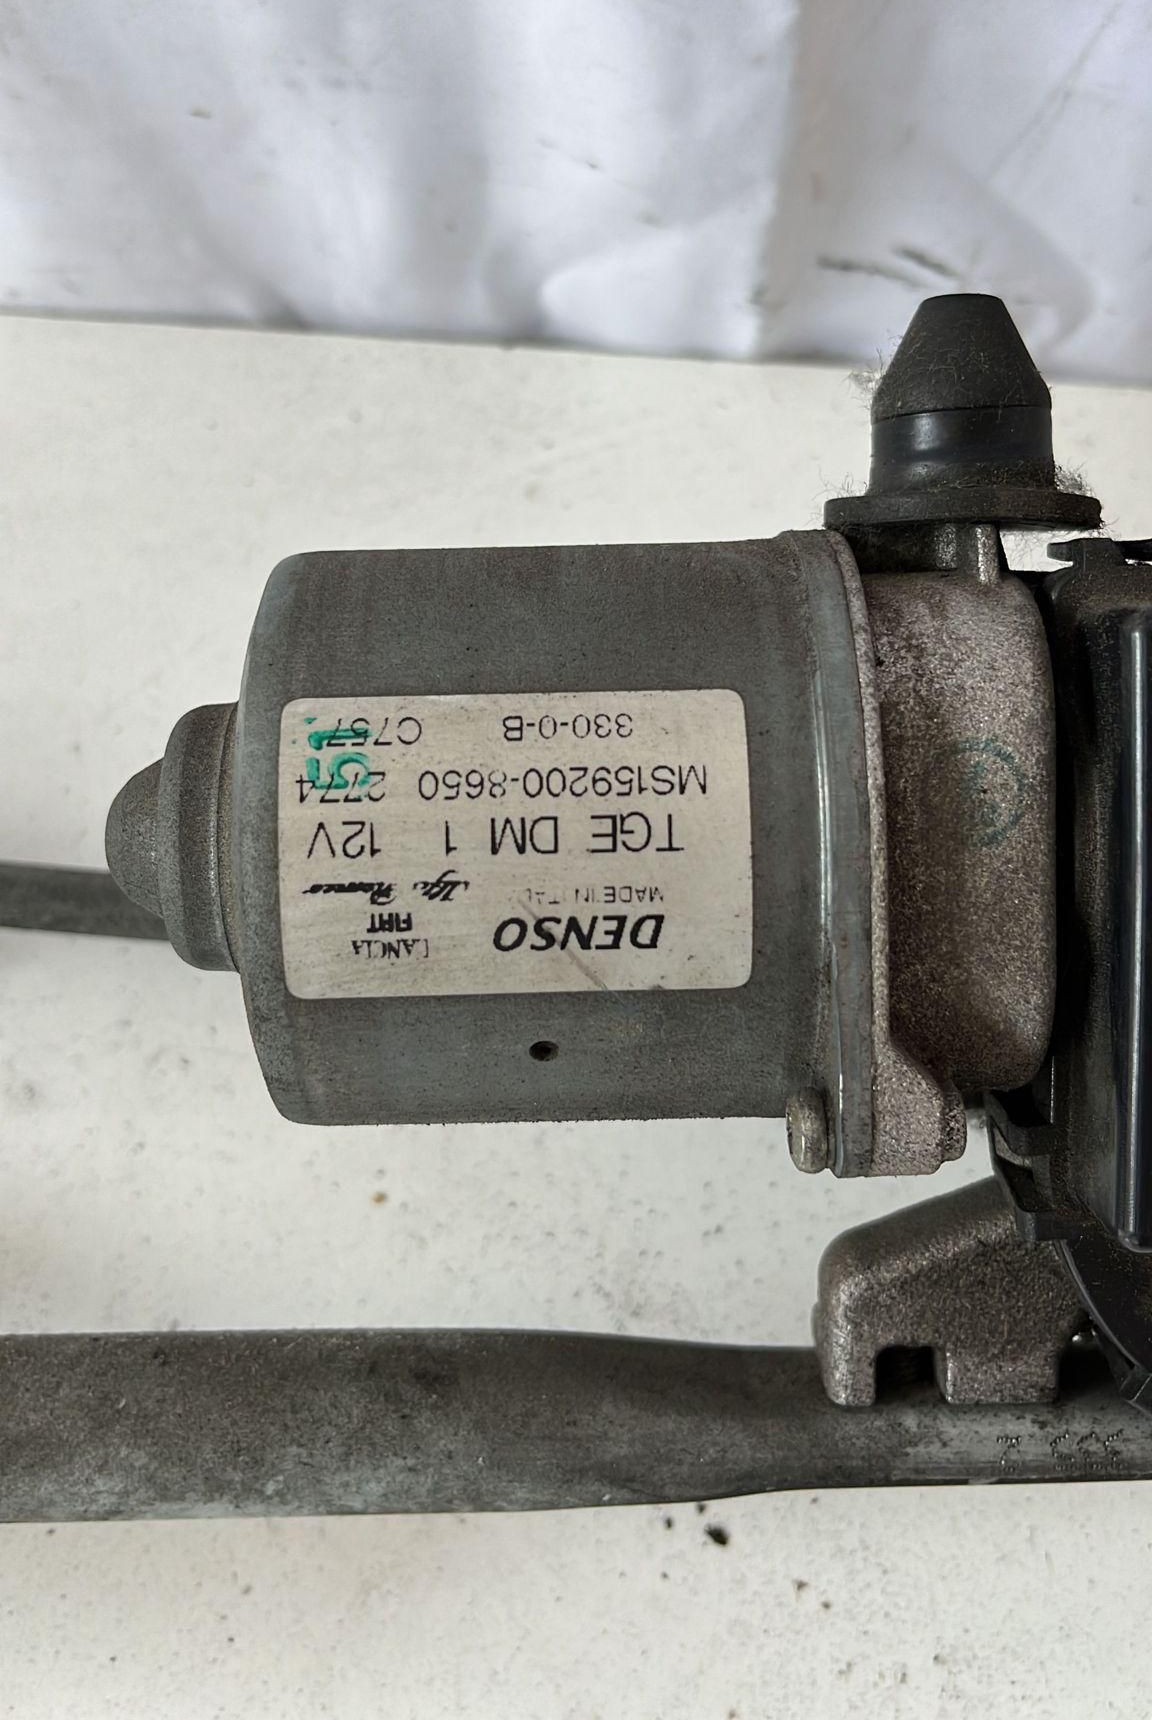 DENSO
LANCIA
FIAT
MADE IN
Alfa Romeo
TGE DM 1 12V
MS159200-8650 2774
330-0-B C757